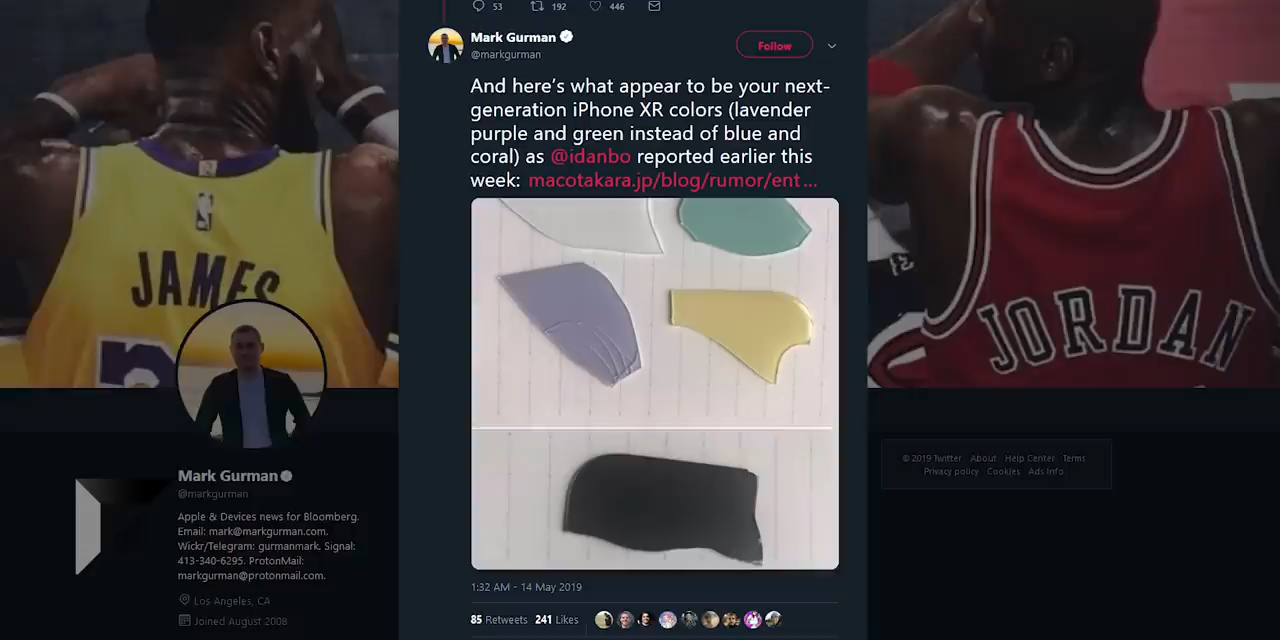 53 192 446
Mark Gurman
@markgurman
Follow
And here's what appear to be your next-
generation iPhone XR colors (lavender
purple and green instead of blue and
coral) as @idanbo reported earlier this
week: macotakara.jp/blog/rumor/ent...
1:32 AM - 14 May 2019
85 Retweets 241 Likes
JAMES
JORDAN
Mark Gurman
@markgurman
Apple & Devices news for Bloomberg.
Email: mark@markgurman.com.
Wickr/Telegram: gurmanmark. Signal:
413-340-6295. ProtonMail:
markgurman@protonmail.com.
Los Angeles, CA
Joined August 2008
© 2019 Twitter About Help Center Terms
Privacy policy Cookies Ads info